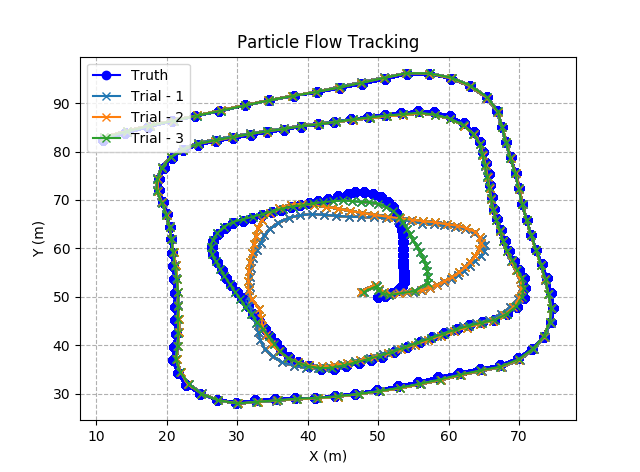 Particle Flow Tracking
Truth
Trial - 1
Trial - 2
Trial - 3
90
80
70
60
50
40
30
Y (m)
10 20 30 40 50 60 70
X (m)